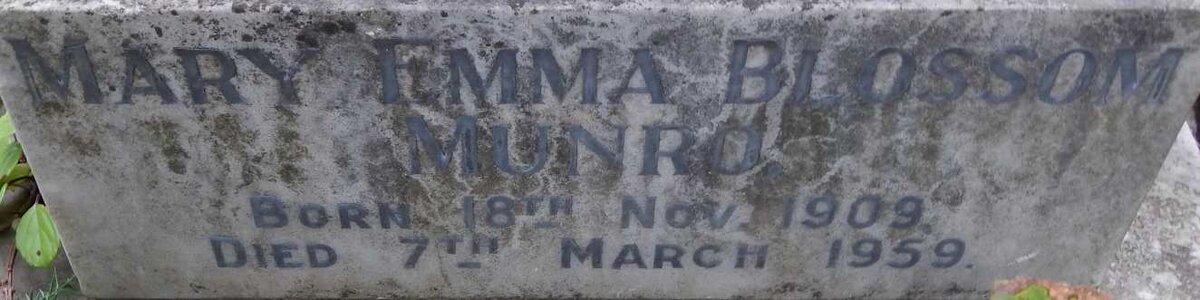 MARY EMMA BLOSSOM
MUNRO.
BORN 18TH NOV. 1909.
DIED 7TH MARCH 1959.